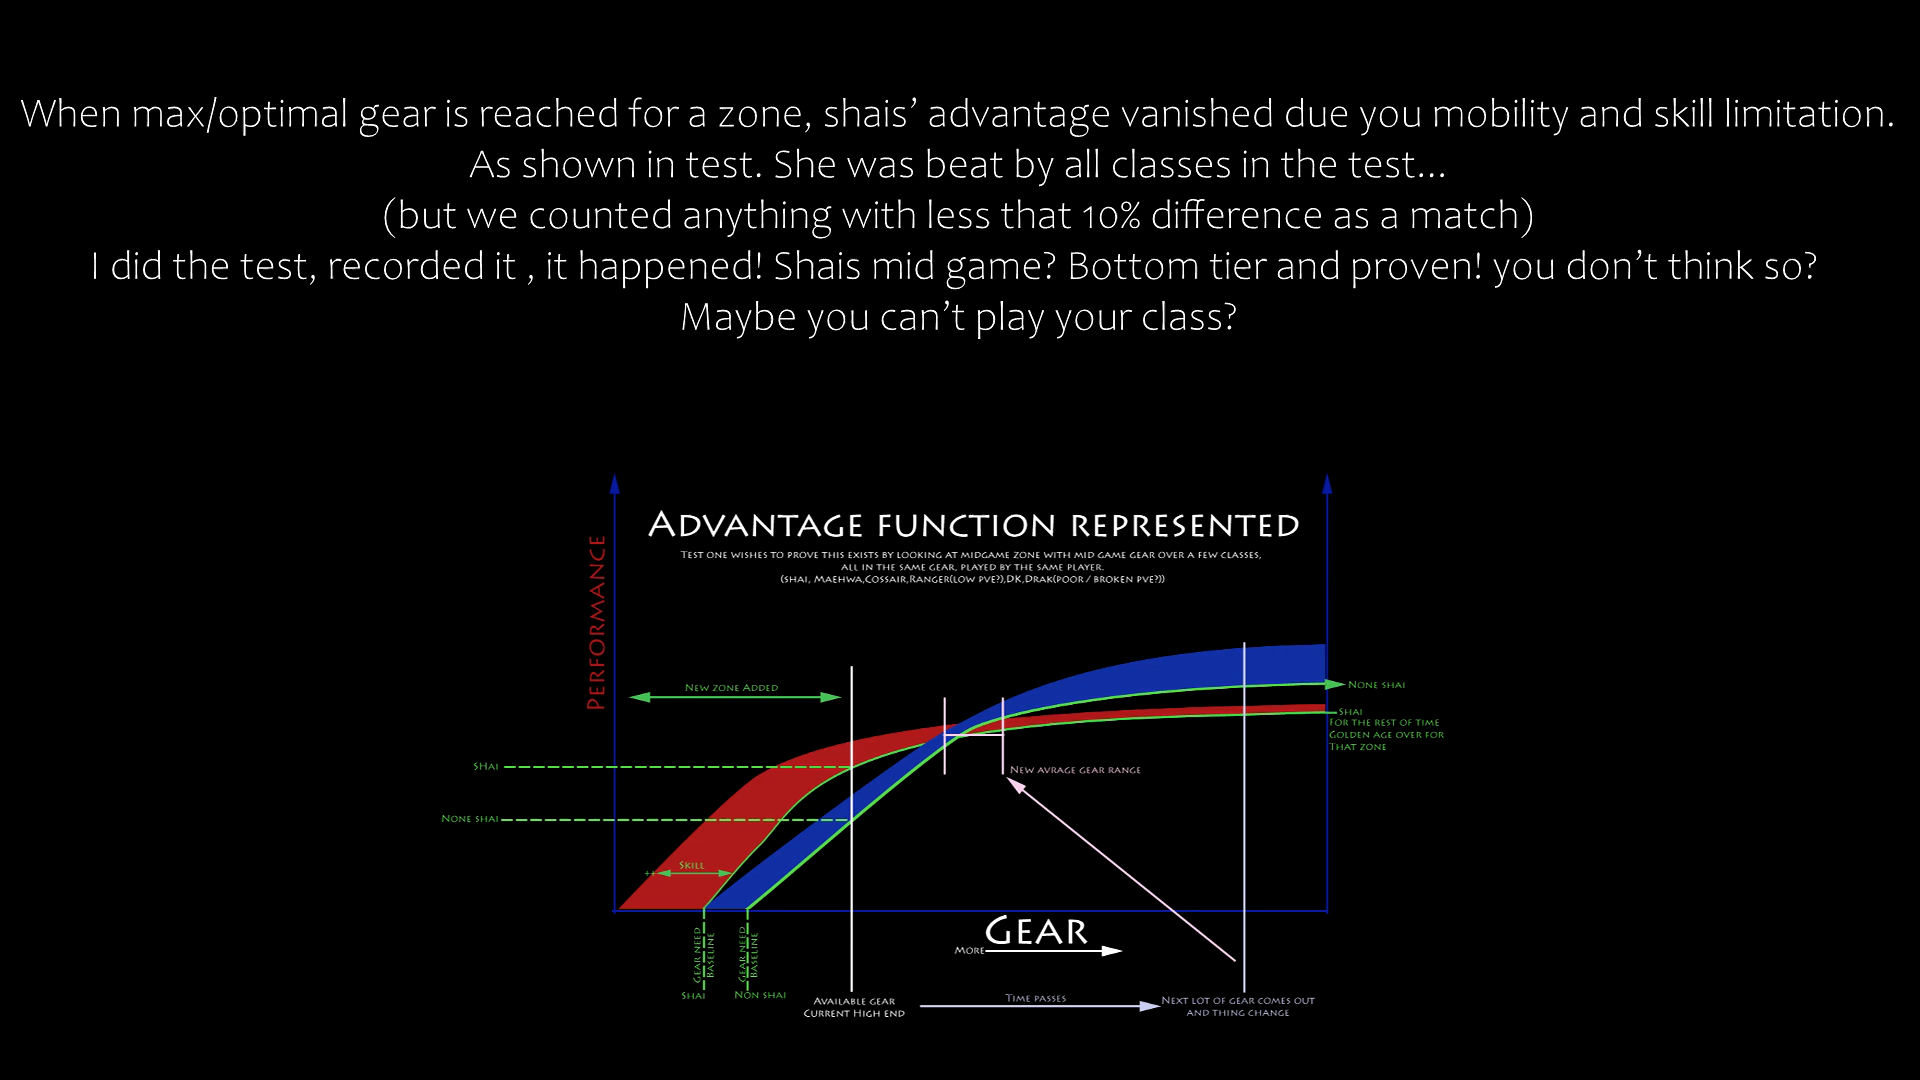 When max/optimal gear is reached for a zone, shais’ advantage vanished due you mobility and skill limitation.
As shown in test. She was beat by all classes in the test...
(but we counted anything with less that 10% difference as a match)
I did the test, recorded it , it happened! Shais mid game? Bottom tier and proven! you don’t think so?
Maybe you can’t play your class?
Advantage function represented
Test one wishes to prove this exists by looking at midgame zone with mid game gear over a few classes,
all in the same gear, played by the same player.
(shai, Maehwa,Cossair,Ranger(low pve?),DK,Drak(poor / broken pve?))
Performance
New zone Added
None shai
Shai
For the rest of time
Golden age over for
That zone
SHai
New avrage gear range
None shai
Skill
++
Gear need
Baseline
Gear need
Baseline
Gear
More
Shai
Non shai
Available gear
Current High end
Time passes
Next lot of gear comes out
and thing change